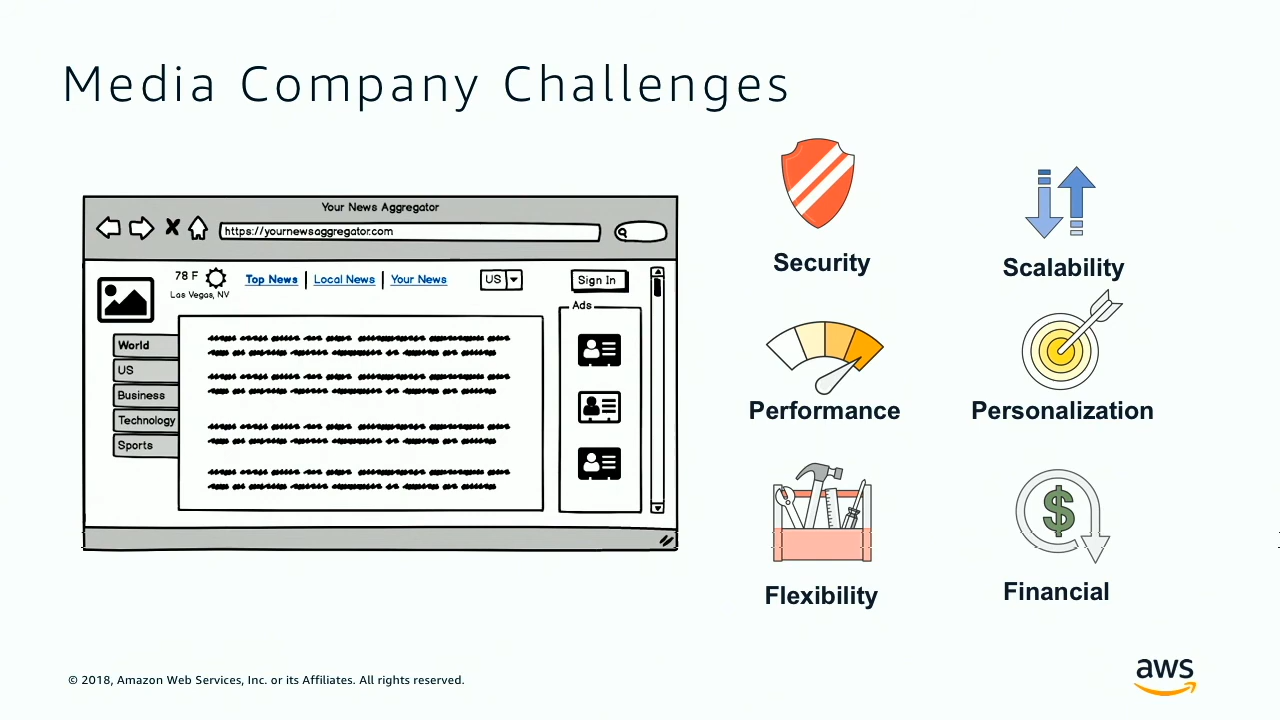 Media Company Challenges
Your News Aggregator
https://yournewsaggregator.com
78 F
Las Vegas, NV
Top News | Local News | Your News
US
Sign In
Ads
World
US
Business
Technology
Sports
Security
Scalability
Performance
Personalization
Flexibility
Financial
© 2018, Amazon Web Services, Inc. or its Affiliates. All rights reserved.
aws